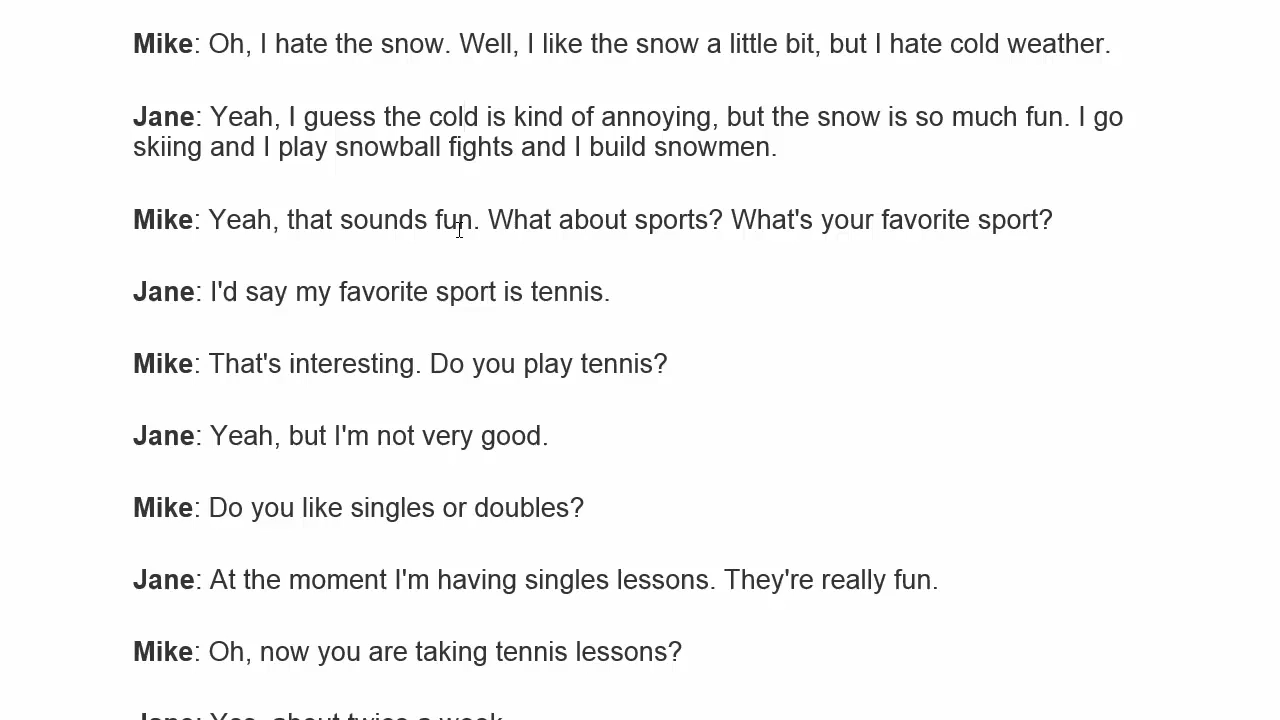 Mike: Oh, I hate the snow. Well, I like the snow a little bit, but I hate cold weather.
Jane: Yeah, I guess the cold is kind of annoying, but the snow is so much fun. I go
skiing and I play snowball fights and I build snowmen.
Mike: Yeah, that sounds fun. What about sports? What's your favorite sport?
Jane: I'd say my favorite sport is tennis.
Mike: That's interesting. Do you play tennis?
Jane: Yeah, but I'm not very good.
Mike: Do you like singles or doubles?
Jane: At the moment I'm having singles lessons. They're really fun.
Mike: Oh, now you are taking tennis lessons?
Jane: Yes, about twice a week.